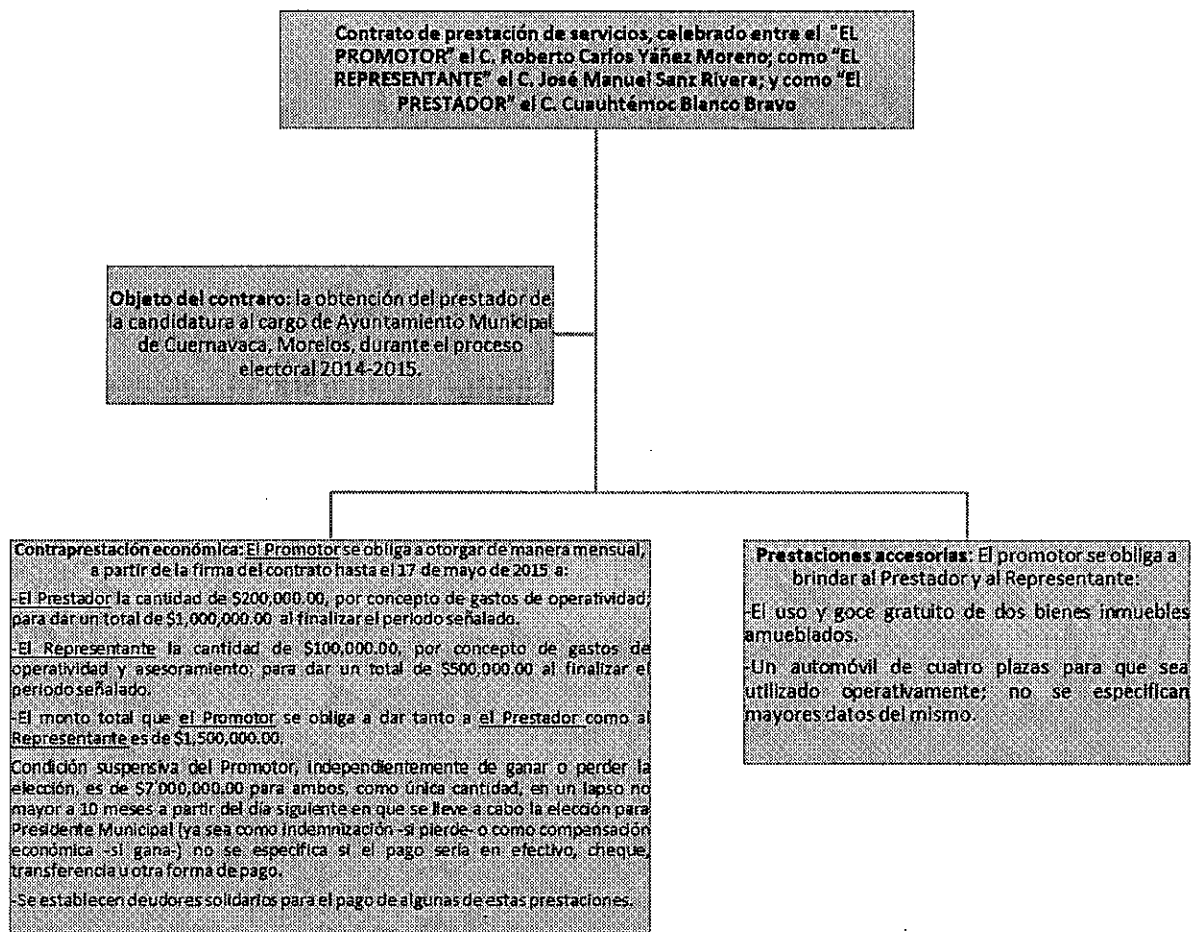 Contrato de prestación de servicios, celebrado entre el "EL
PROMOTOR" el C. Roberto Carlos Yáñez Moreno; como "EL
REPRESENTANTE" el C. José Manuel Sanz Rivera; y como "El
PRESTADOR" el C. Cuauhtémoc Blanco Bravo
Objeto del contraro: la obtención del prestador de
la candidatura al cargo de Ayuntamiento Municipal
de Cuernavaca, Morelos, durante el proceso
electoral 2014-2015.
Contraprestación económica: El Promotor se obliga a otorgar de manera mensual,
a partir de la firma del contrato hasta el 17 de mayo de 2015 a:
-El Prestador la cantidad de $200,000.00, por concepto de gastos de operatividad;
para dar un total de $1,000,000.00 al finalizar el periodo señalado.
-El Representante la cantidad de $100,000.00, por concepto de gastos de
operatividad y asesoramiento; para dar un total de $500,000.00 al finalizar el
periodo señalado.
-El monto total que el Promotor se obliga a dar tanto a el Prestador como al
Representante es de $1,500,000.00.
Condición suspensiva del Promotor, independientemente de ganar o perder la
elección, es de $7'000,000.00 para ambos, como única cantidad, en un lapso no
mayor a 10 meses a partir del día siguiente en que se lleve a cabo la elección para
Presidente Municipal (ya sea como indemnización -si pierde- o como compensación
económica -si gana-) no se especifica si el pago sería en efectivo, cheque,
transferencia u otra forma de pago.
-Se establecen deudores solidarios para el pago de algunas de estas prestaciones.
Prestaciones accesorias: El promotor se obliga a
brindar al Prestador y al Representante:
-El uso y goce gratuito de dos bienes inmuebles
amueblados.
-Un automóvil de cuatro plazas para que sea
utilizado operativamente; no se especifican
mayores datos del mismo.